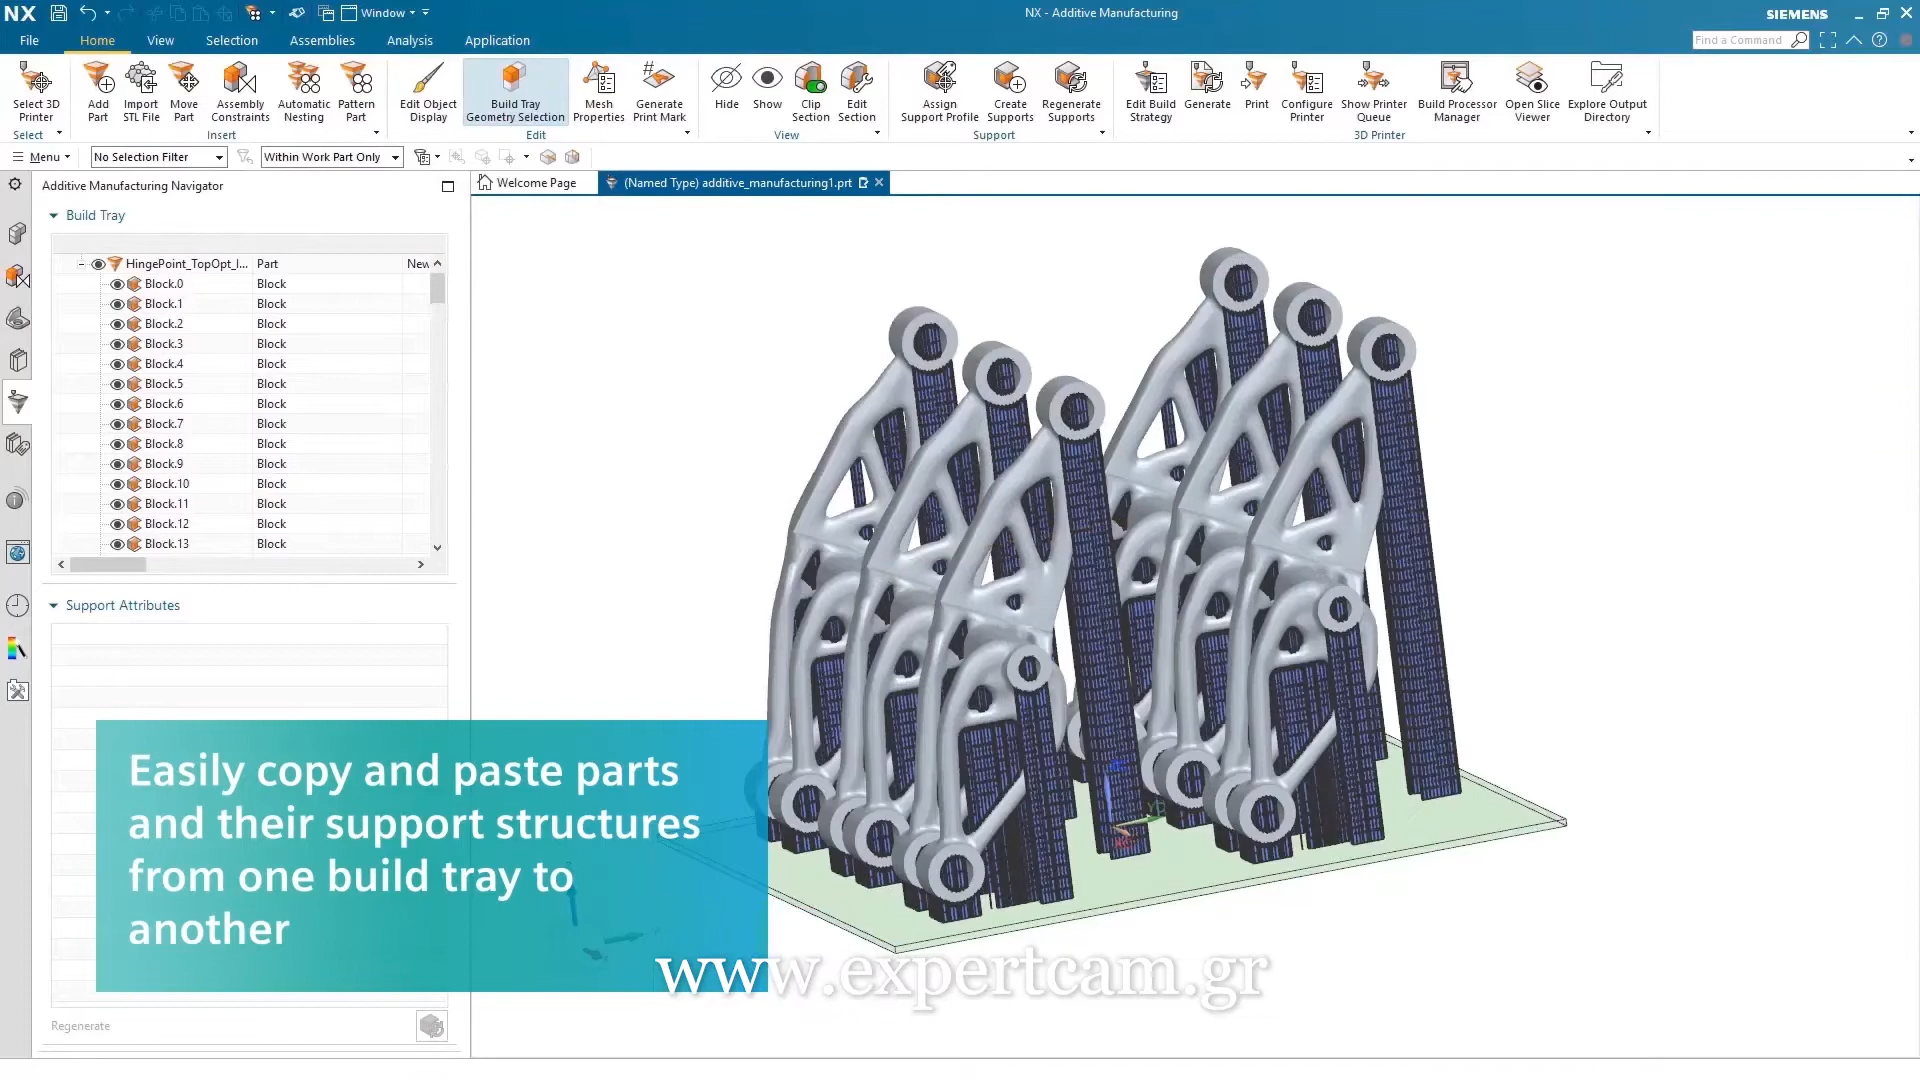 NX
Window
NX - Additive Manufacturing
SIEMENS
File
Home
View
Selection
Assemblies
Analysis
Application
Find a Command
Select 3D
Printer
Add
Part
Import
STL File
Move
Part
Assembly
Constraints
Automatic
Nesting
Pattern
Part
Edit Object
Display
Build Tray
Geometry Selection
Mesh
Properties
Generate
Print Mark
Hide
Show
Clip
Section
Edit
Section
Assign
Support Profile
Create
Supports
Regenerate
Supports
Edit Build
Strategy
Generate
Print
Configure
Printer
Show Printer
Queue
Build Processor
Manager
Open Slice
Viewer
Explore Output
Directory
Select
Insert
Edit
View
Support
3D Printer
Menu
No Selection Filter
Within Work Part Only
Additive Manufacturing Navigator
Welcome Page
(Named Type) additive_manufacturing1.prt
Build Tray
HingePoint_TopOpt_I... Part New
Block.0 Block
Block.1 Block
Block.2 Block
Block.3 Block
Block.4 Block
Block.5 Block
Block.6 Block
Block.7 Block
Block.8 Block
Block.9 Block
Block.10 Block
Block.11 Block
Block.12 Block
Block.13 Block
Support Attributes
Easily copy and paste parts
and their support structures
from one build tray to
another
www.expertcam.gr
Regenerate